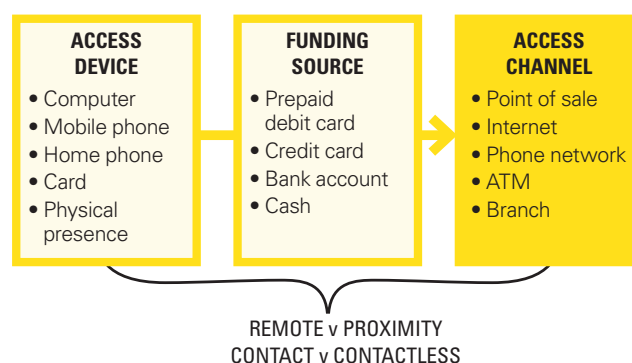 ACCESS
DEVICE
• Computer
• Mobile phone
• Home phone
• Card
• Physical
presence
FUNDING
SOURCE
• Prepaid
debit card
• Credit card
• Bank account
• Cash
ACCESS
CHANNEL
• Point of sale
• Internet
• Phone network
• ATM
• Branch
REMOTE v PROXIMITY
CONTACT v CONTACTLESS